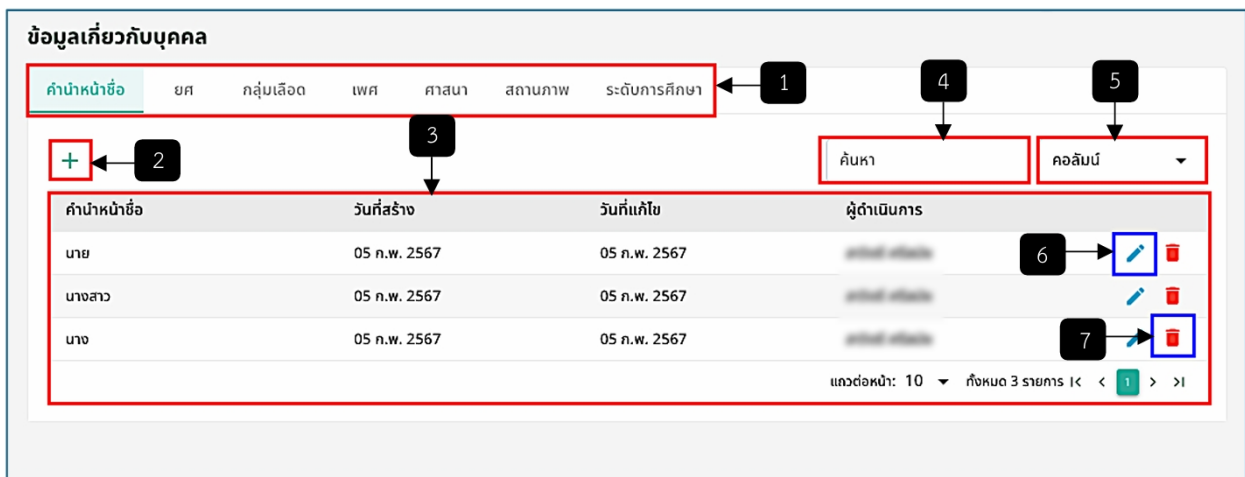 ข้อมูลเกี่ยวกับบุคคล
คำนำหน้าชื่อ ยศ กลุ่มเลือด เพศ ศาสนา สถานภาพ ระดับการศึกษา 1 4 5
+ 2 3 ค้นหา คอลัมน์
คำนำหน้าชื่อ วันที่สร้าง วันที่แก้ไข ผู้ดำเนินการ
นาย 05 ก.พ. 2567 05 ก.พ. 2567 6
นางสาว 05 ก.พ. 2567 05 ก.พ. 2567
นาง 05 ก.พ. 2567 05 ก.พ. 2567 7
แถวต่อหน้า: 10 ทั้งหมด 3 รายการ |< < 1 > >|